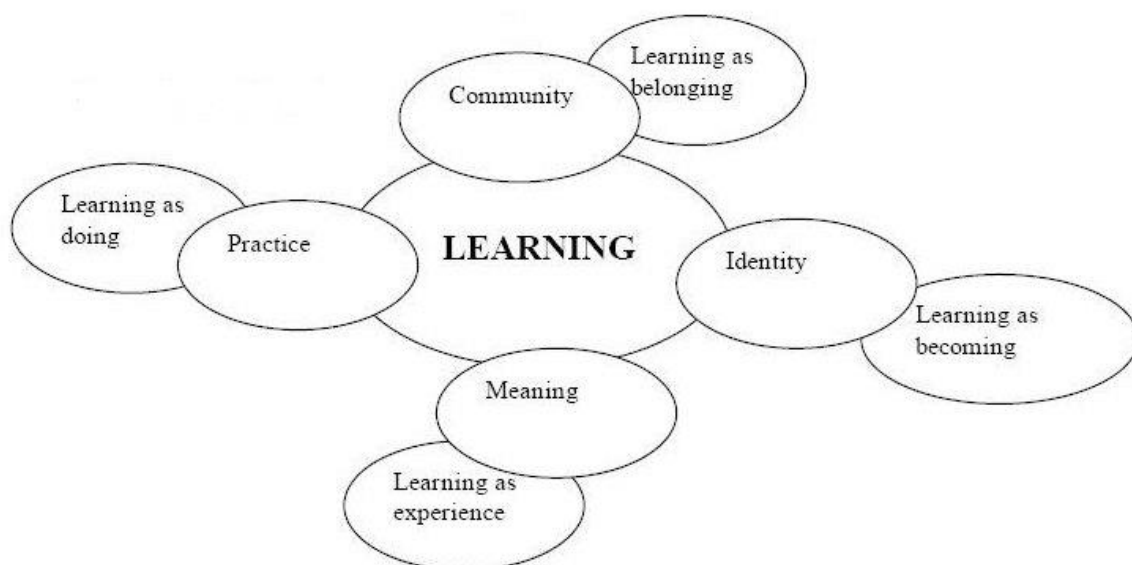 Learning as
belonging
Community
Learning as
doing
Practice
LEARNING
Identity
Learning as
becoming
Meaning
Learning as
experience